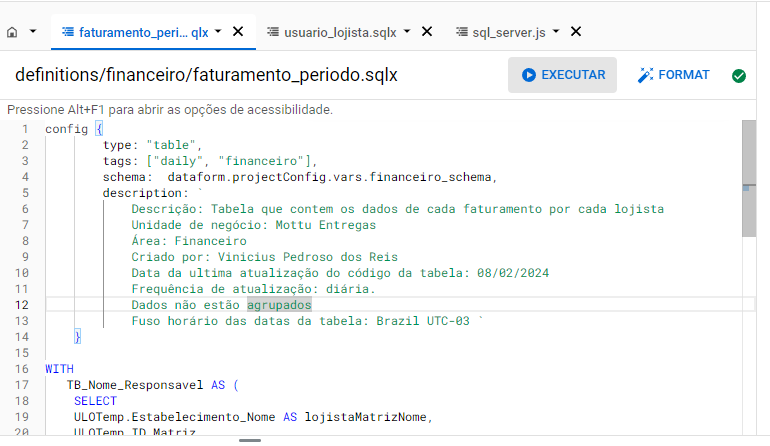 faturamento_peri... qlx
usuario_lojista.sqlx
sql_server.js
definitions/financeiro/faturamento_periodo.sqlx
EXECUTAR
FORMAT
Pressione Alt+F1 para abrir as opções de acessibilidade.
1 config {
2 type: "table",
3 tags: ["daily", "financeiro"],
4 schema: dataform.projectConfig.vars.financeiro_schema,
5 description: `
6 Descrição: Tabela que contem os dados de cada faturamento por cada lojista
7 Unidade de negócio: Mottu Entregas
8 Área: Financeiro
9 Criado por: Vinicius Pedroso dos Reis
10 Data da ultima atualização do código da tabela: 08/02/2024
11 Frequência de atualização: diária.
12 Dados não estão agrupados
13 Fuso horário das datas da tabela: Brazil UTC-03 `
14 }
15
16 WITH
17 TB_Nome_Responsavel AS (
18 SELECT
19 ULOTemp.Estabelecimento_Nome AS lojistaMatrizNome,
20 ULOTemp.ID_Matriz